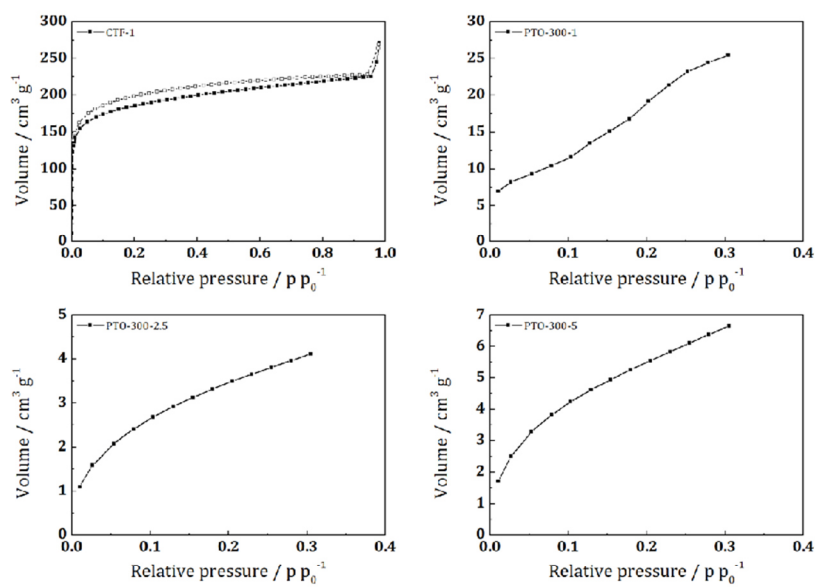 300
250
200
150
100
50
0
CTF-1
Volume / cm³ g⁻¹
0.0 0.2 0.4 0.6 0.8 1.0
Relative pressure / p p₀⁻¹
30
25
20
15
10
5
0
PTO-300-1
Volume / cm³ g⁻¹
0.0 0.1 0.2 0.3 0.4
Relative pressure / p p₀⁻¹
5
4
3
2
1
0
PTO-300-2.5
Volume / cm³ g⁻¹
0.0 0.1 0.2 0.3 0.4
Relative pressure / p p₀⁻¹
7
6
5
4
3
2
1
0
PTO-300-5
Volume / cm³ g⁻¹
0.0 0.1 0.2 0.3 0.4
Relative pressure / p p₀⁻¹